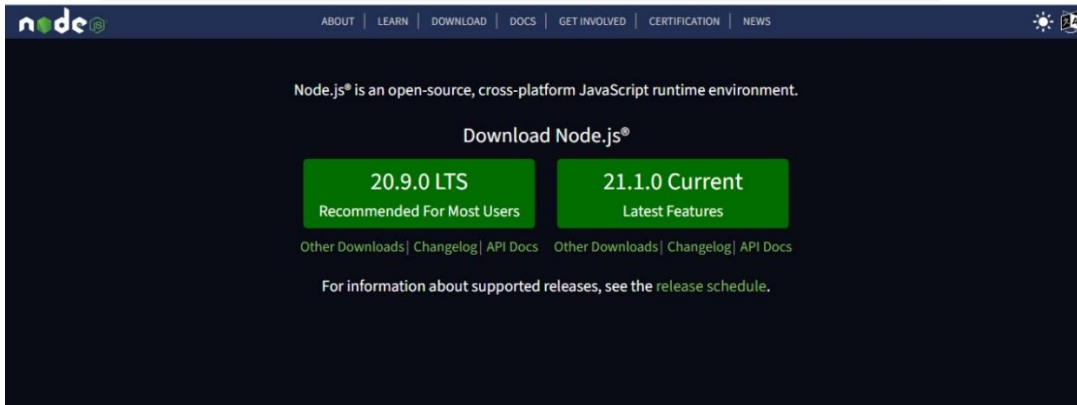 node JS
ABOUT | LEARN | DOWNLOAD | DOCS | GET INVOLVED | CERTIFICATION | NEWS
Node.js® is an open-source, cross-platform JavaScript runtime environment.
Download Node.js®
20.9.0 LTS
Recommended For Most Users
21.1.0 Current
Latest Features
Other Downloads| Changelog| API Docs
Other Downloads| Changelog| API Docs
For information about supported releases, see the release schedule.